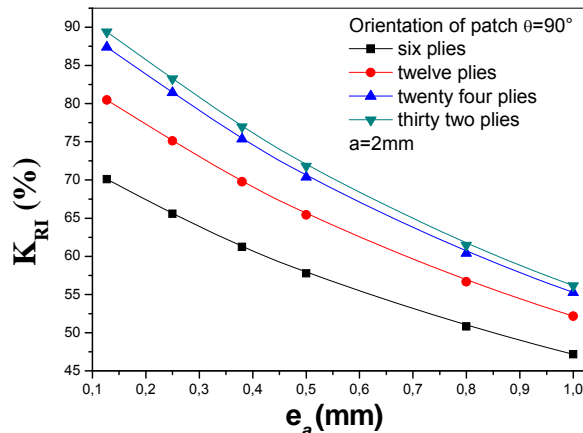 Orientation of patch θ=90°
six plies
twelve plies
twenty four plies
thirty two plies
a=2mm
90
85
80
75
70
65
60
55
50
45
K_RI (%)
0,1 0,2 0,3 0,4 0,5 0,6 0,7 0,8 0,9 1,0
e_a (mm)